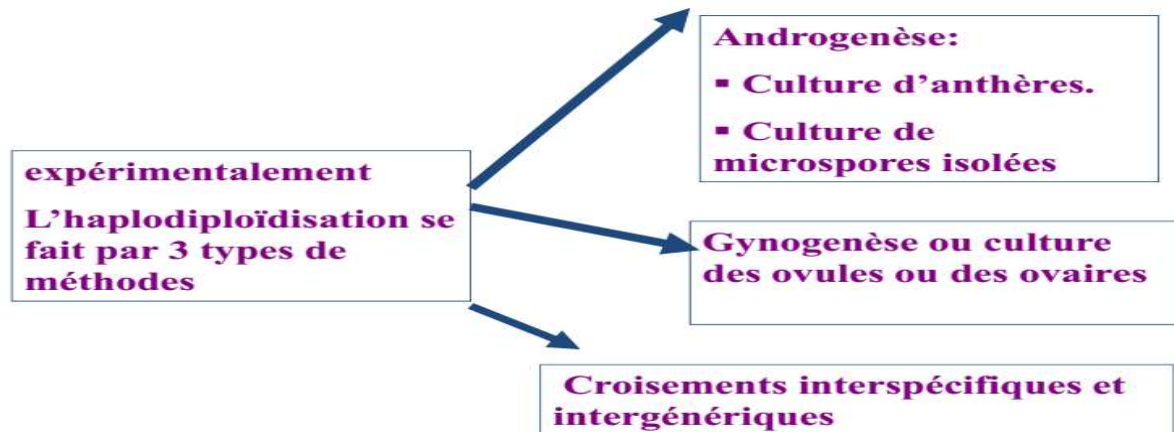 expérimentalement
L’haplodiploïdisation se
fait par 3 types de
méthodes
Androgenèse:
▪ Culture d’anthères.
▪ Culture de
microspores isolées
Gynogenèse ou culture
des ovules ou des ovaires
Croisements interspécifiques et
intergénériques